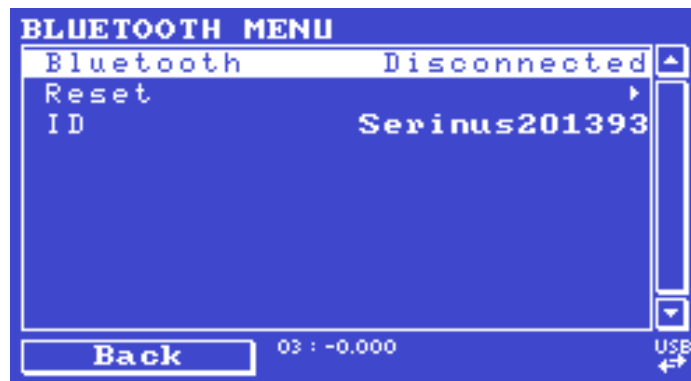 BLUETOOTH MENU
Bluetooth Disconnected
Reset
ID Serinus201393
Back 03 : -0.000 USB